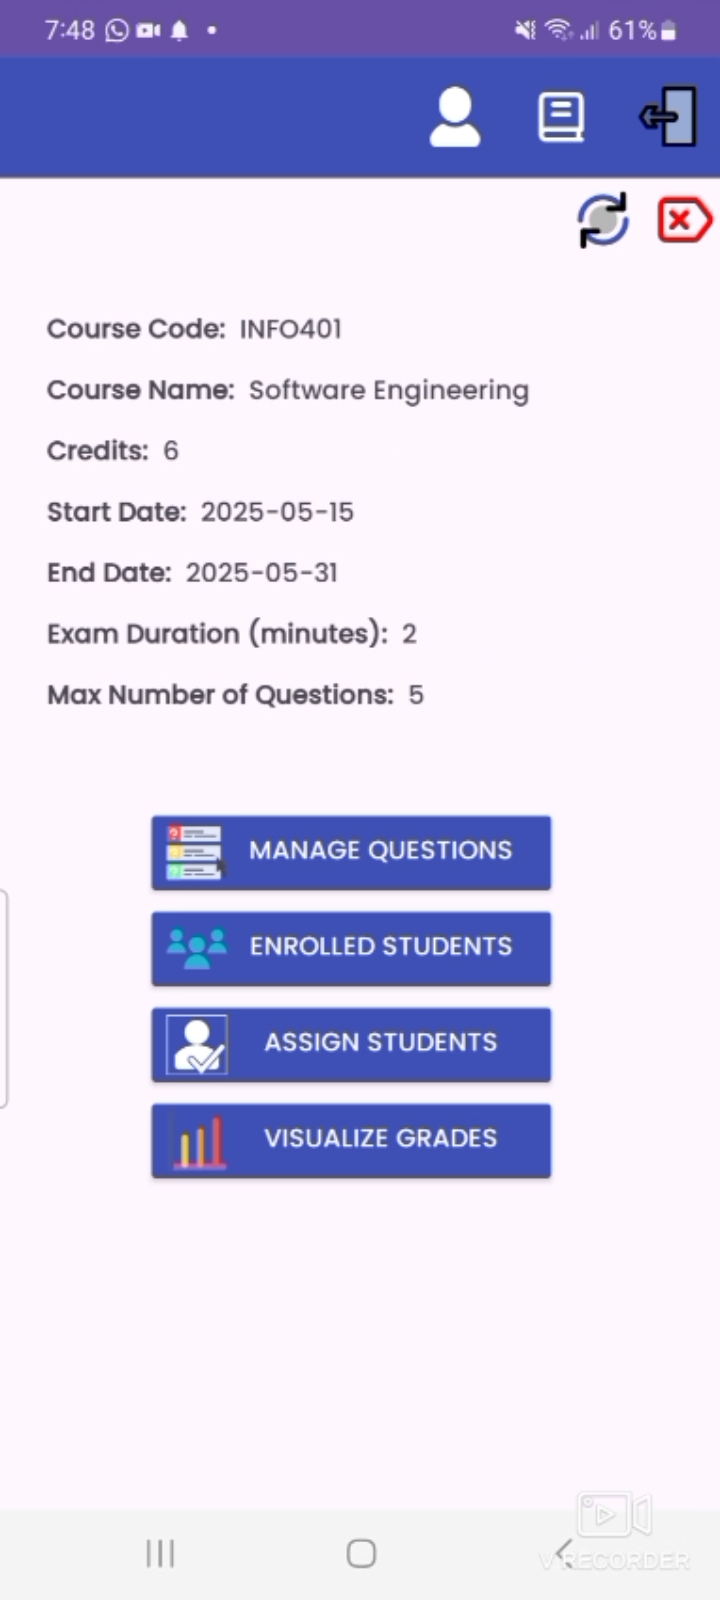 7:48 61%
Course Code: INFO401
Course Name: Software Engineering
Credits: 6
Start Date: 2025-05-15
End Date: 2025-05-31
Exam Duration (minutes): 2
Max Number of Questions: 5
MANAGE QUESTIONS
ENROLLED STUDENTS
ASSIGN STUDENTS
VISUALIZE GRADES
V RECORDER